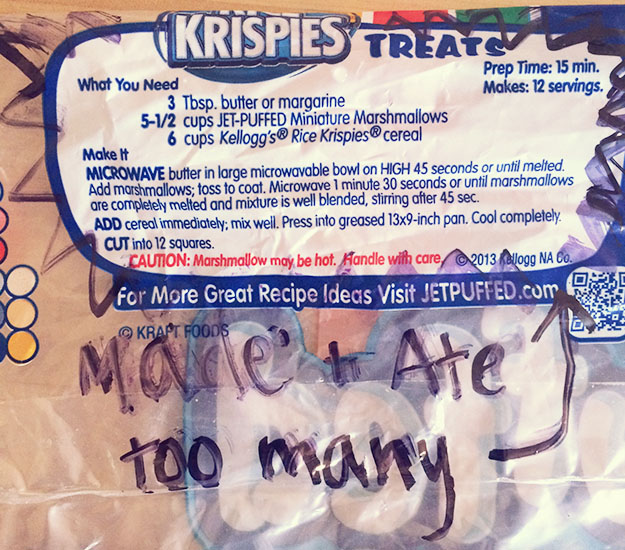 KRISPIES TREATS
Prep Time: 15 min.
Makes: 12 servings.
What You Need
3 Tbsp. butter or margarine
5-1/2 cups JET-PUFFED Miniature Marshmallows
6 cups Kellogg's® Rice Krispies® cereal
Make It
MICROWAVE butter in large microwavable bowl on HIGH 45 seconds or until melted.
Add marshmallows; toss to coat. Microwave 1 minute 30 seconds or until marshmallows
are completely melted and mixture is well blended, stirring after 45 sec.
ADD cereal immediately; mix well. Press into greased 13x9-inch pan. Cool completely.
CUT into 12 squares.
CAUTION: Marshmallow may be hot. Handle with care. © 2013 Kellogg NA Co.
For More Great Recipe Ideas Visit JETPUFFED.com
© KRAFT FOODS
Made + Ate
too many